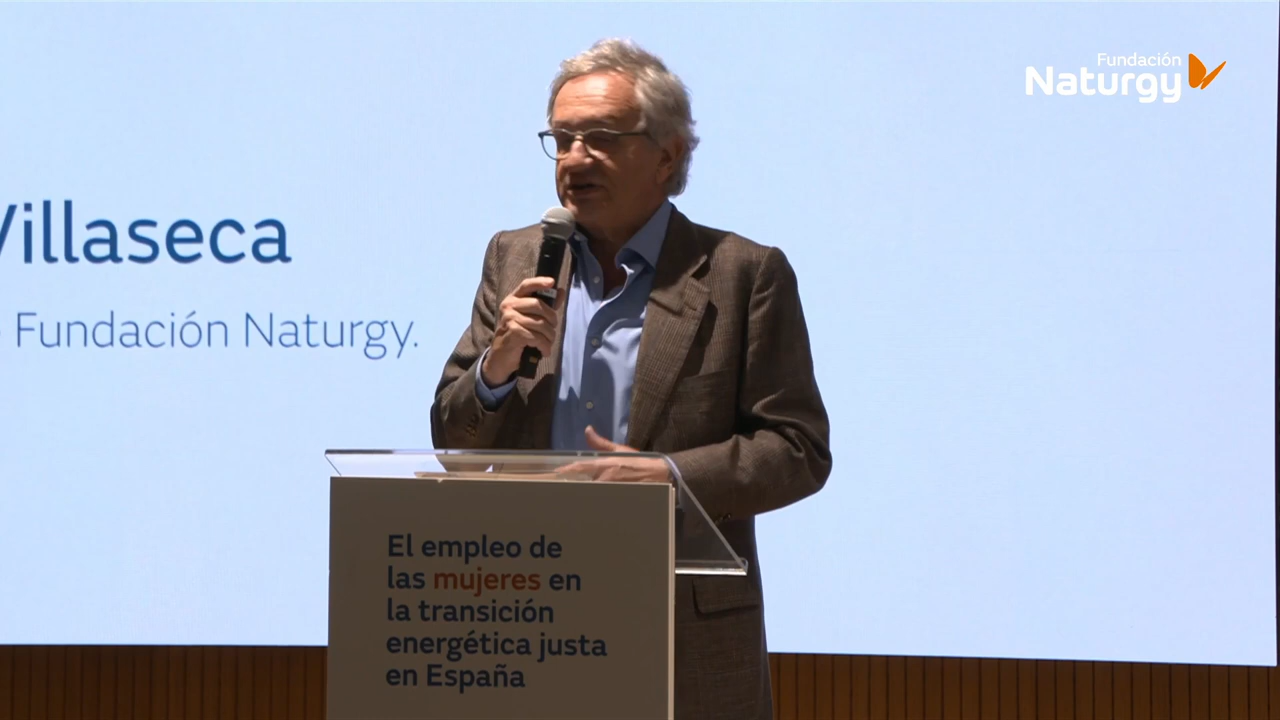 Fundación
Naturgy
Villaseca
Fundación Naturgy.
El empleo de
las mujeres en
la transición
energética justa
en España